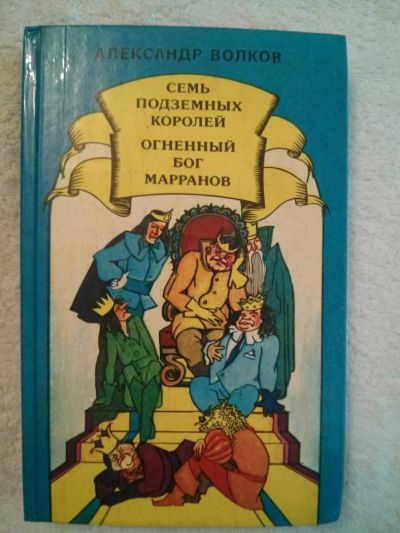 АЛЕКСАНДР ВОЛКОВ
СЕМЬ
ПОДЗЕМНЫХ
КОРОЛЕЙ
ОГНЕННЫЙ
БОГ
МАРРАНОВ